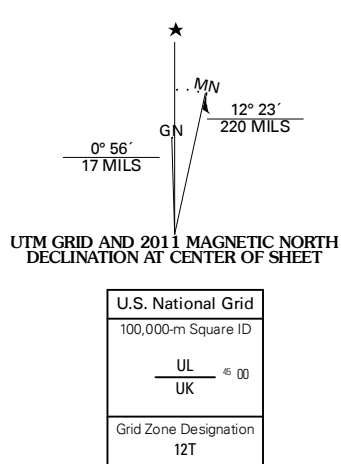 ★
MN
GN
12° 23´
220 MILS
0° 56´
17 MILS
UTM GRID AND 2011 MAGNETIC NORTH
DECLINATION AT CENTER OF SHEET
U.S. National Grid
100,000-m Square ID
UL
45 00
UK
Grid Zone Designation
12T